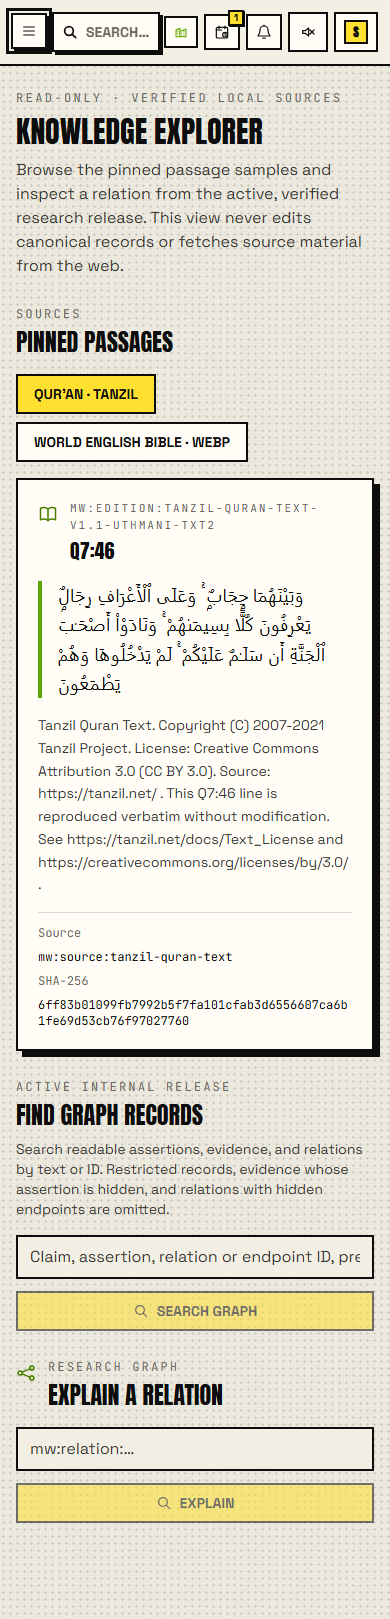 SEARCH...
1
$
READ-ONLY · VERIFIED LOCAL SOURCES
KNOWLEDGE EXPLORER
Browse the pinned passage samples and
inspect a relation from the active, verified
research release. This view never edits
canonical records or fetches source material
from the web.
SOURCES
PINNED PASSAGES
QUR'AN · TANZIL
WORLD ENGLISH BIBLE · WEBP
MW:EDITION:TANZIL-QURAN-TEXT-
V1.1-UTHMANI-TXT2
Q7:46
وَبَيْنَهُمَا حِجَابٌ ۚ وَعَلَى ٱلْأَعْرَافِ رِجَالٌ
يَعْرِفُونَ كُلًّۢا بِسِيمَىٰهُمْ ۚ وَنَادَوْا۟ أَصْحَـٰبَ
ٱلْجَنَّةِ أَن سَلَـٰمٌ عَلَيْكُمْ ۚ لَمْ يَدْخُلُوهَا وَهُمْ
يَطْمَعُونَ
Tanzil Quran Text. Copyright (C) 2007-2021
Tanzil Project. License: Creative Commons
Attribution 3.0 (CC BY 3.0). Source:
https://tanzil.net/ . This Q7:46 line is
reproduced verbatim without modification.
See https://tanzil.net/docs/Text_License and
https://creativecommons.org/licenses/by/3.0/
.
Source
mw:source:tanzil-quran-text
SHA-256
6ff83b01099fb7992b5f7fa101cfab3d6556607ca6b
1fe69d53cb76f97027760
ACTIVE INTERNAL RELEASE
FIND GRAPH RECORDS
Search readable assertions, evidence, and relations
by text or ID. Restricted records, evidence whose
assertion is hidden, and relations with hidden
endpoints are omitted.
Claim, assertion, relation or endpoint ID, pre
SEARCH GRAPH
RESEARCH GRAPH
EXPLAIN A RELATION
mw:relation:…
EXPLAIN